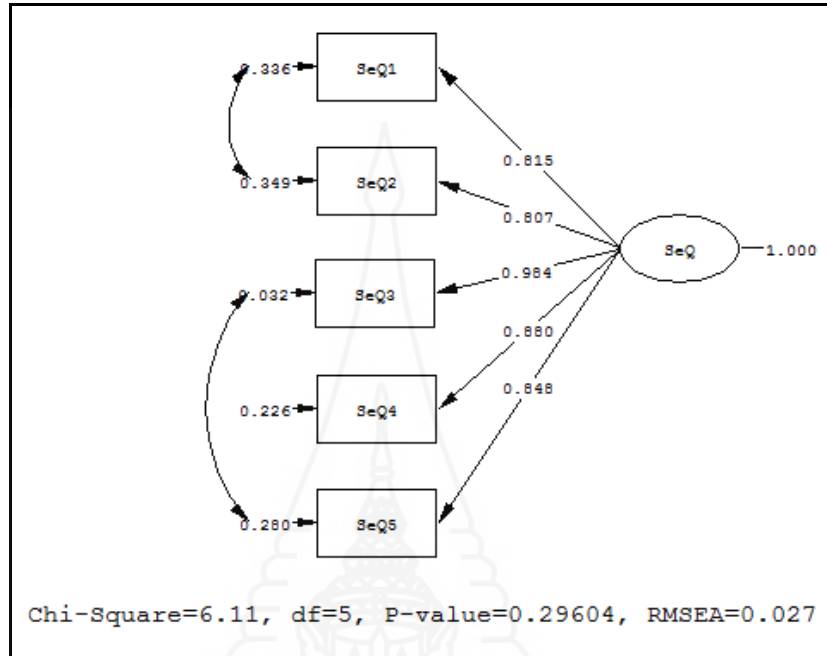 0.336
SeQ1
0.815
0.349
SeQ2
0.807
SeQ
1.000
0.032
SeQ3
0.984
0.880
0.226
SeQ4
0.848
0.280
SeQ5
Chi-Square=6.11, df=5, P-value=0.29604, RMSEA=0.027